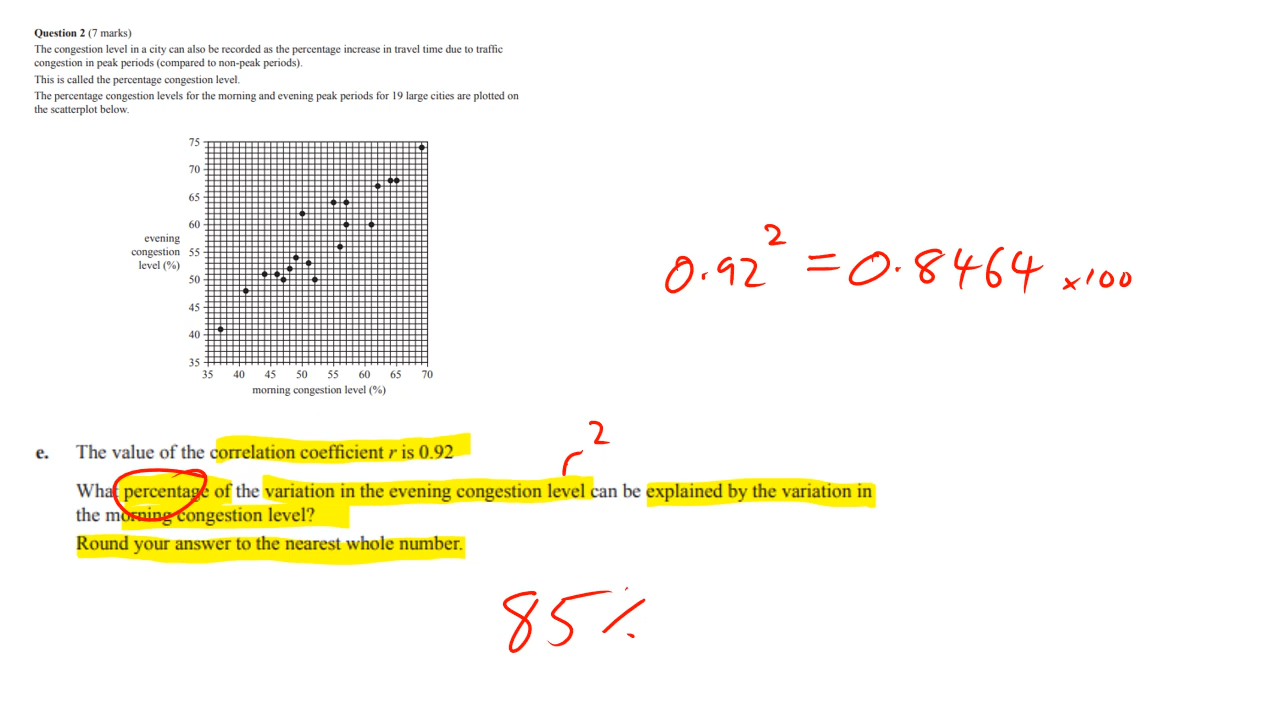 Question 2 (7 marks)
The congestion level in a city can also be recorded as the percentage increase in travel time due to traffic
congestion in peak periods (compared to non-peak periods).
This is called the percentage congestion level.
The percentage congestion levels for the morning and evening peak periods for 19 large cities are plotted on
the scatterplot below.
75
70
65
60
55
50
45
40
35
evening
congestion
level (%)
35 40 45 50 55 60 65 70
morning congestion level (%)
0.92² = 0.8464 ×100
r²
e. The value of the correlation coefficient r is 0.92
What percentage of the variation in the evening congestion level can be explained by the variation in
the morning congestion level?
Round your answer to the nearest whole number.
85%